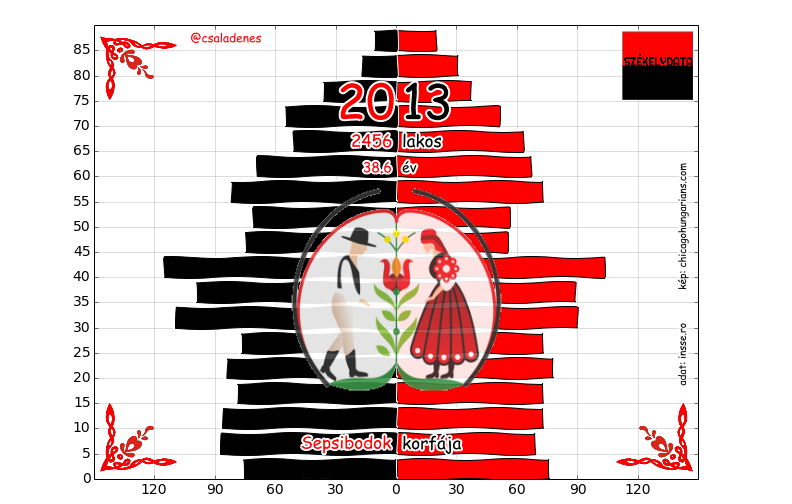 @csaladenes
SZÉKELYDATA
2013
2456 lakos
38.6 év
kép: chicagohungarians.com
adat: insse.ro
Sepsibodok korfája
85
80
75
70
65
60
55
50
45
40
35
30
25
20
15
10
5
0
120 90 60 30 0 30 60 90 120